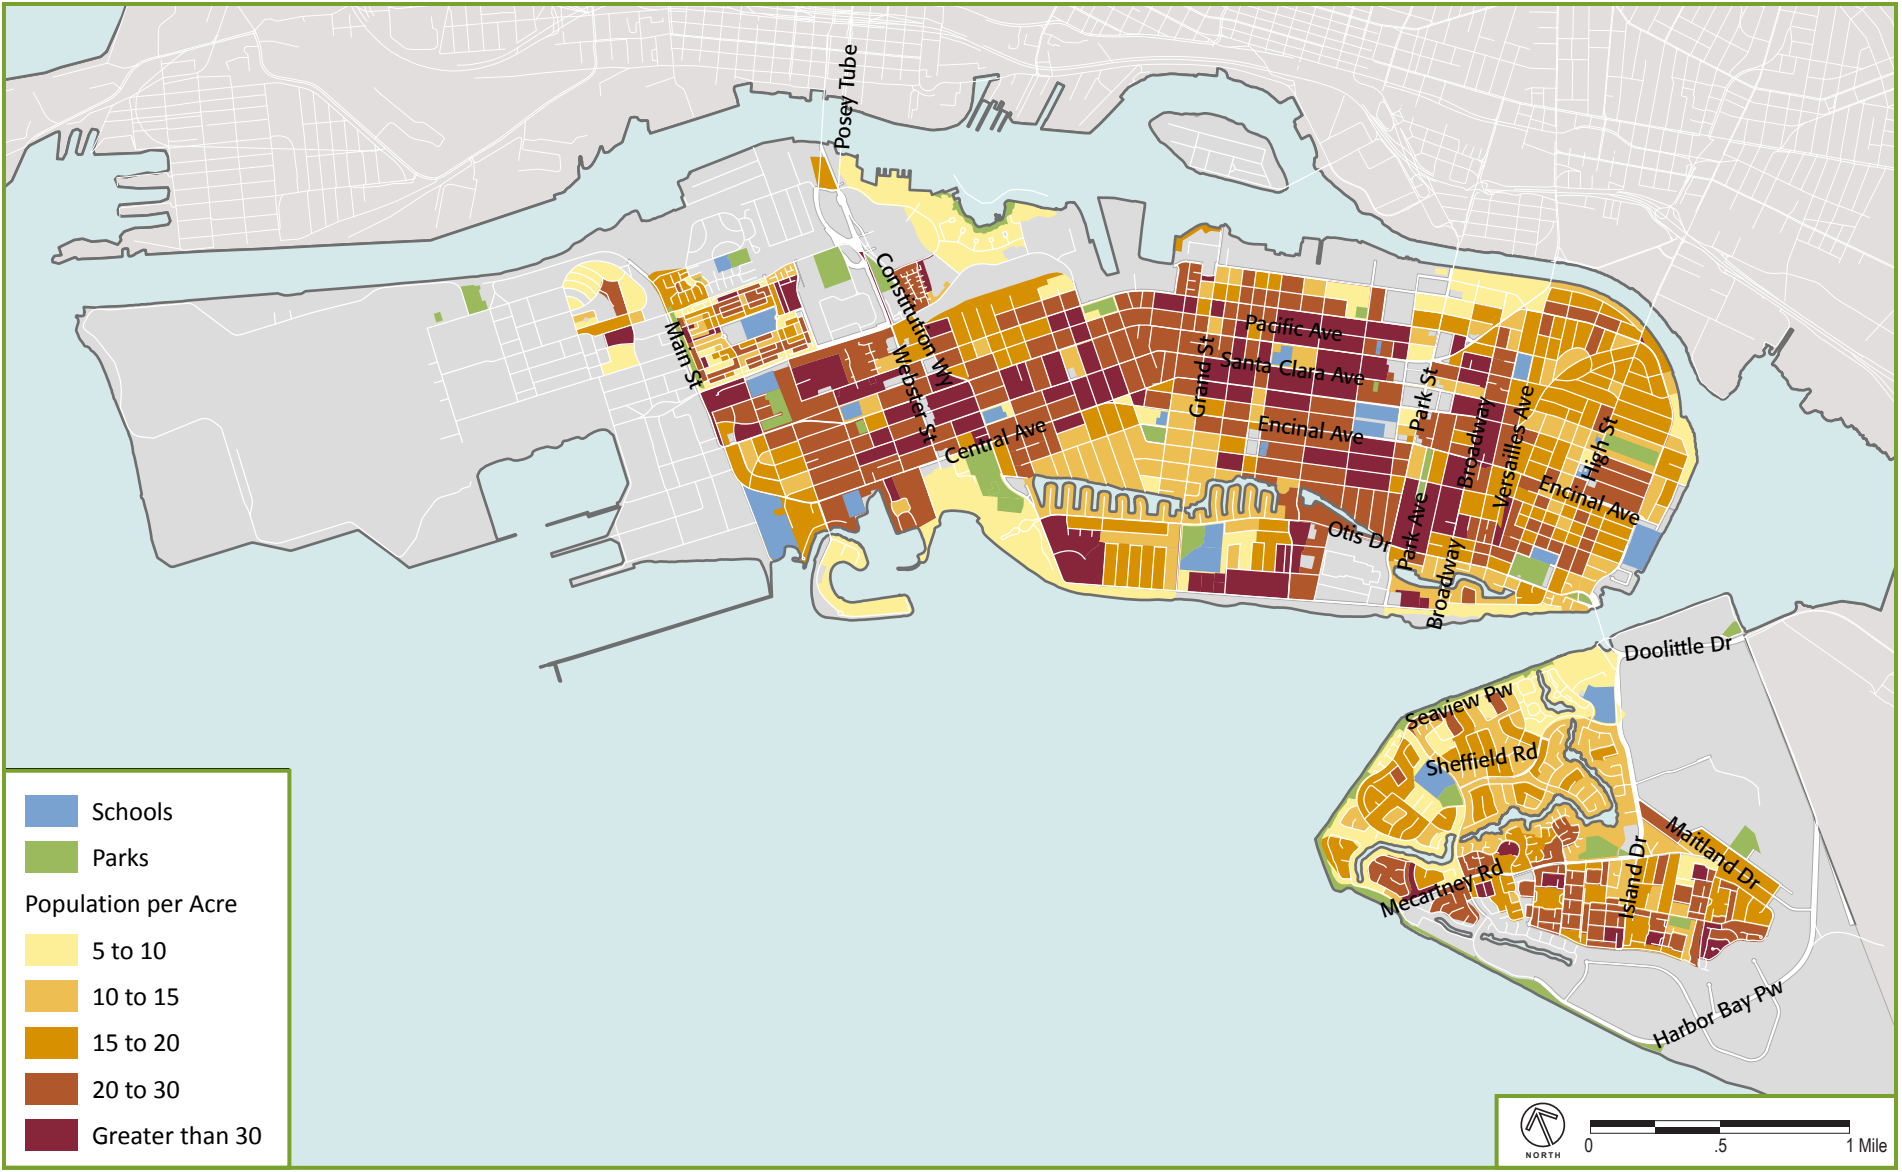 Posey Tube
Constitution Wy
Main St
Webster St
Central Ave
Grand St
Pacific Ave
Santa Clara Ave
Encinal Ave
Park St
Broadway
Versailles Ave
High St
Encinal Ave
Otis Dr
Park Ave
Broadway
Doolittle Dr
Seaview Pw
Sheffield Rd
Maitland Dr
Island Dr
Mecartney Rd
Harbor Bay Pw
Schools
Parks
Population per Acre
5 to 10
10 to 15
15 to 20
20 to 30
Greater than 30
NORTH
0 .5 1 Mile